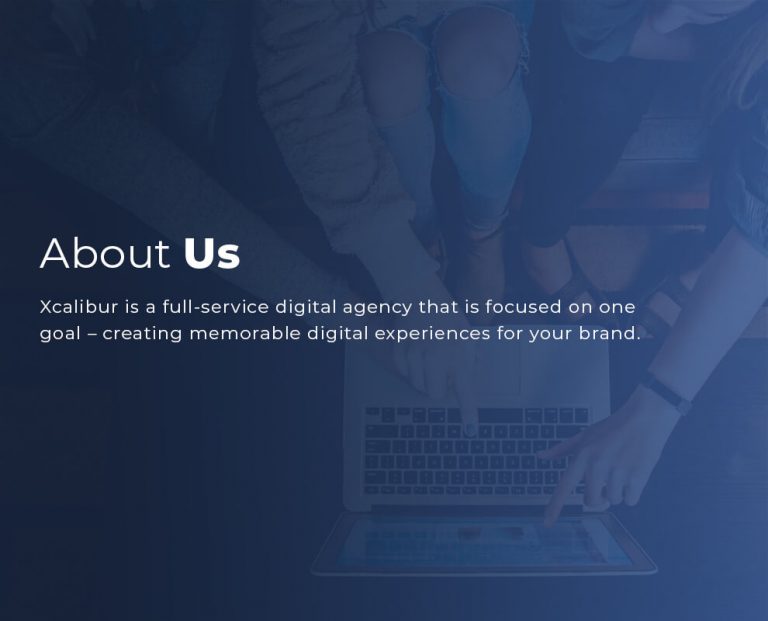 About Us
Xcalibur is a full-service digital agency that is focused on one
goal – creating memorable digital experiences for your brand.